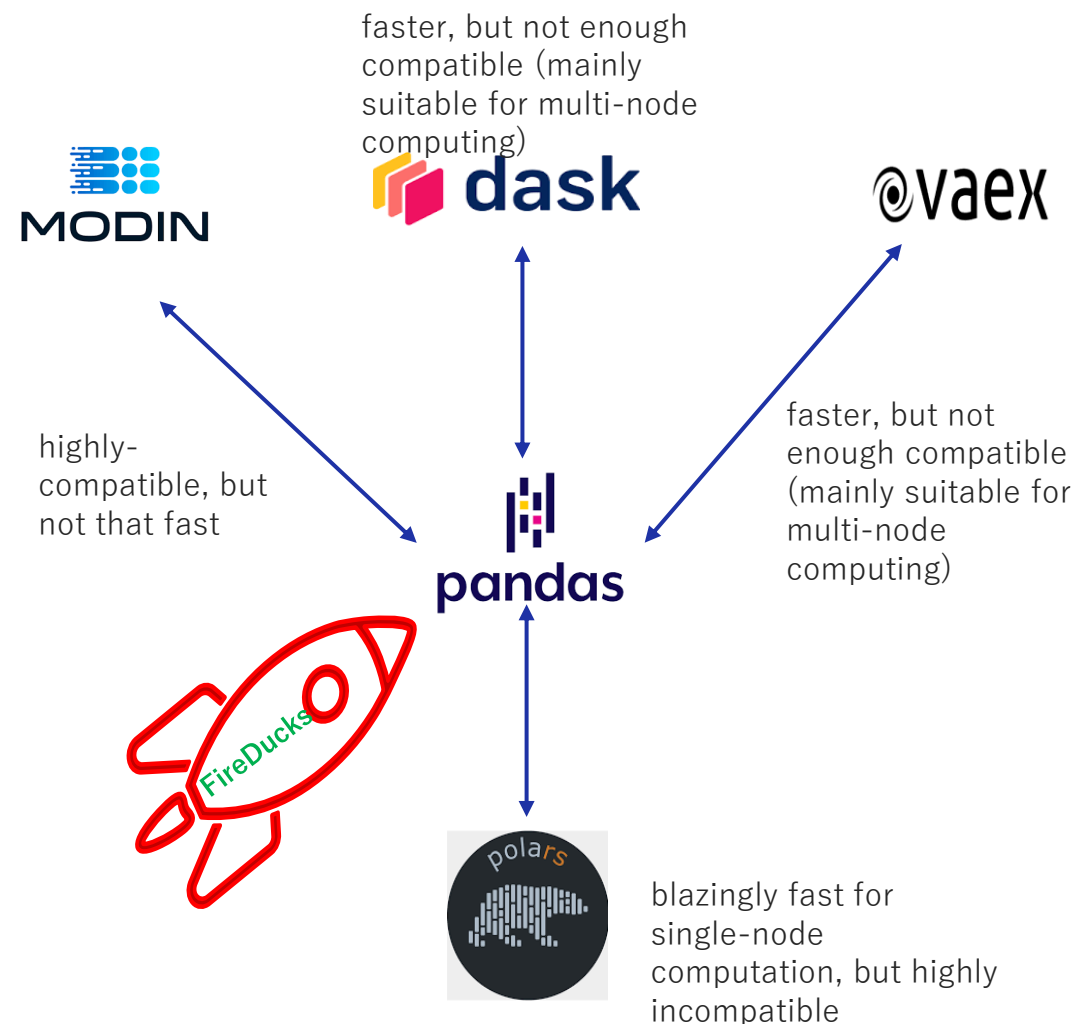 faster, but not enough
compatible (mainly
suitable for multi-node
computing)
MODIN
dask
vaex
highly-
compatible, but
not that fast
faster, but not
enough compatible
(mainly suitable for
multi-node
computing)
pandas
FireDucks
polars
blazingly fast for
single-node
computation, but highly
incompatible